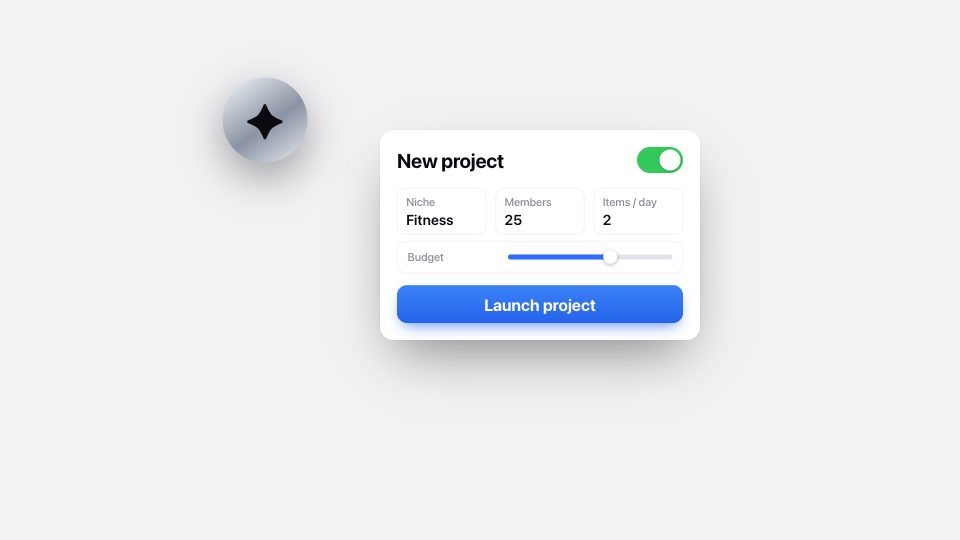 New project
Niche
Members
Items / day
Fitness
25
2
Budget
Launch project